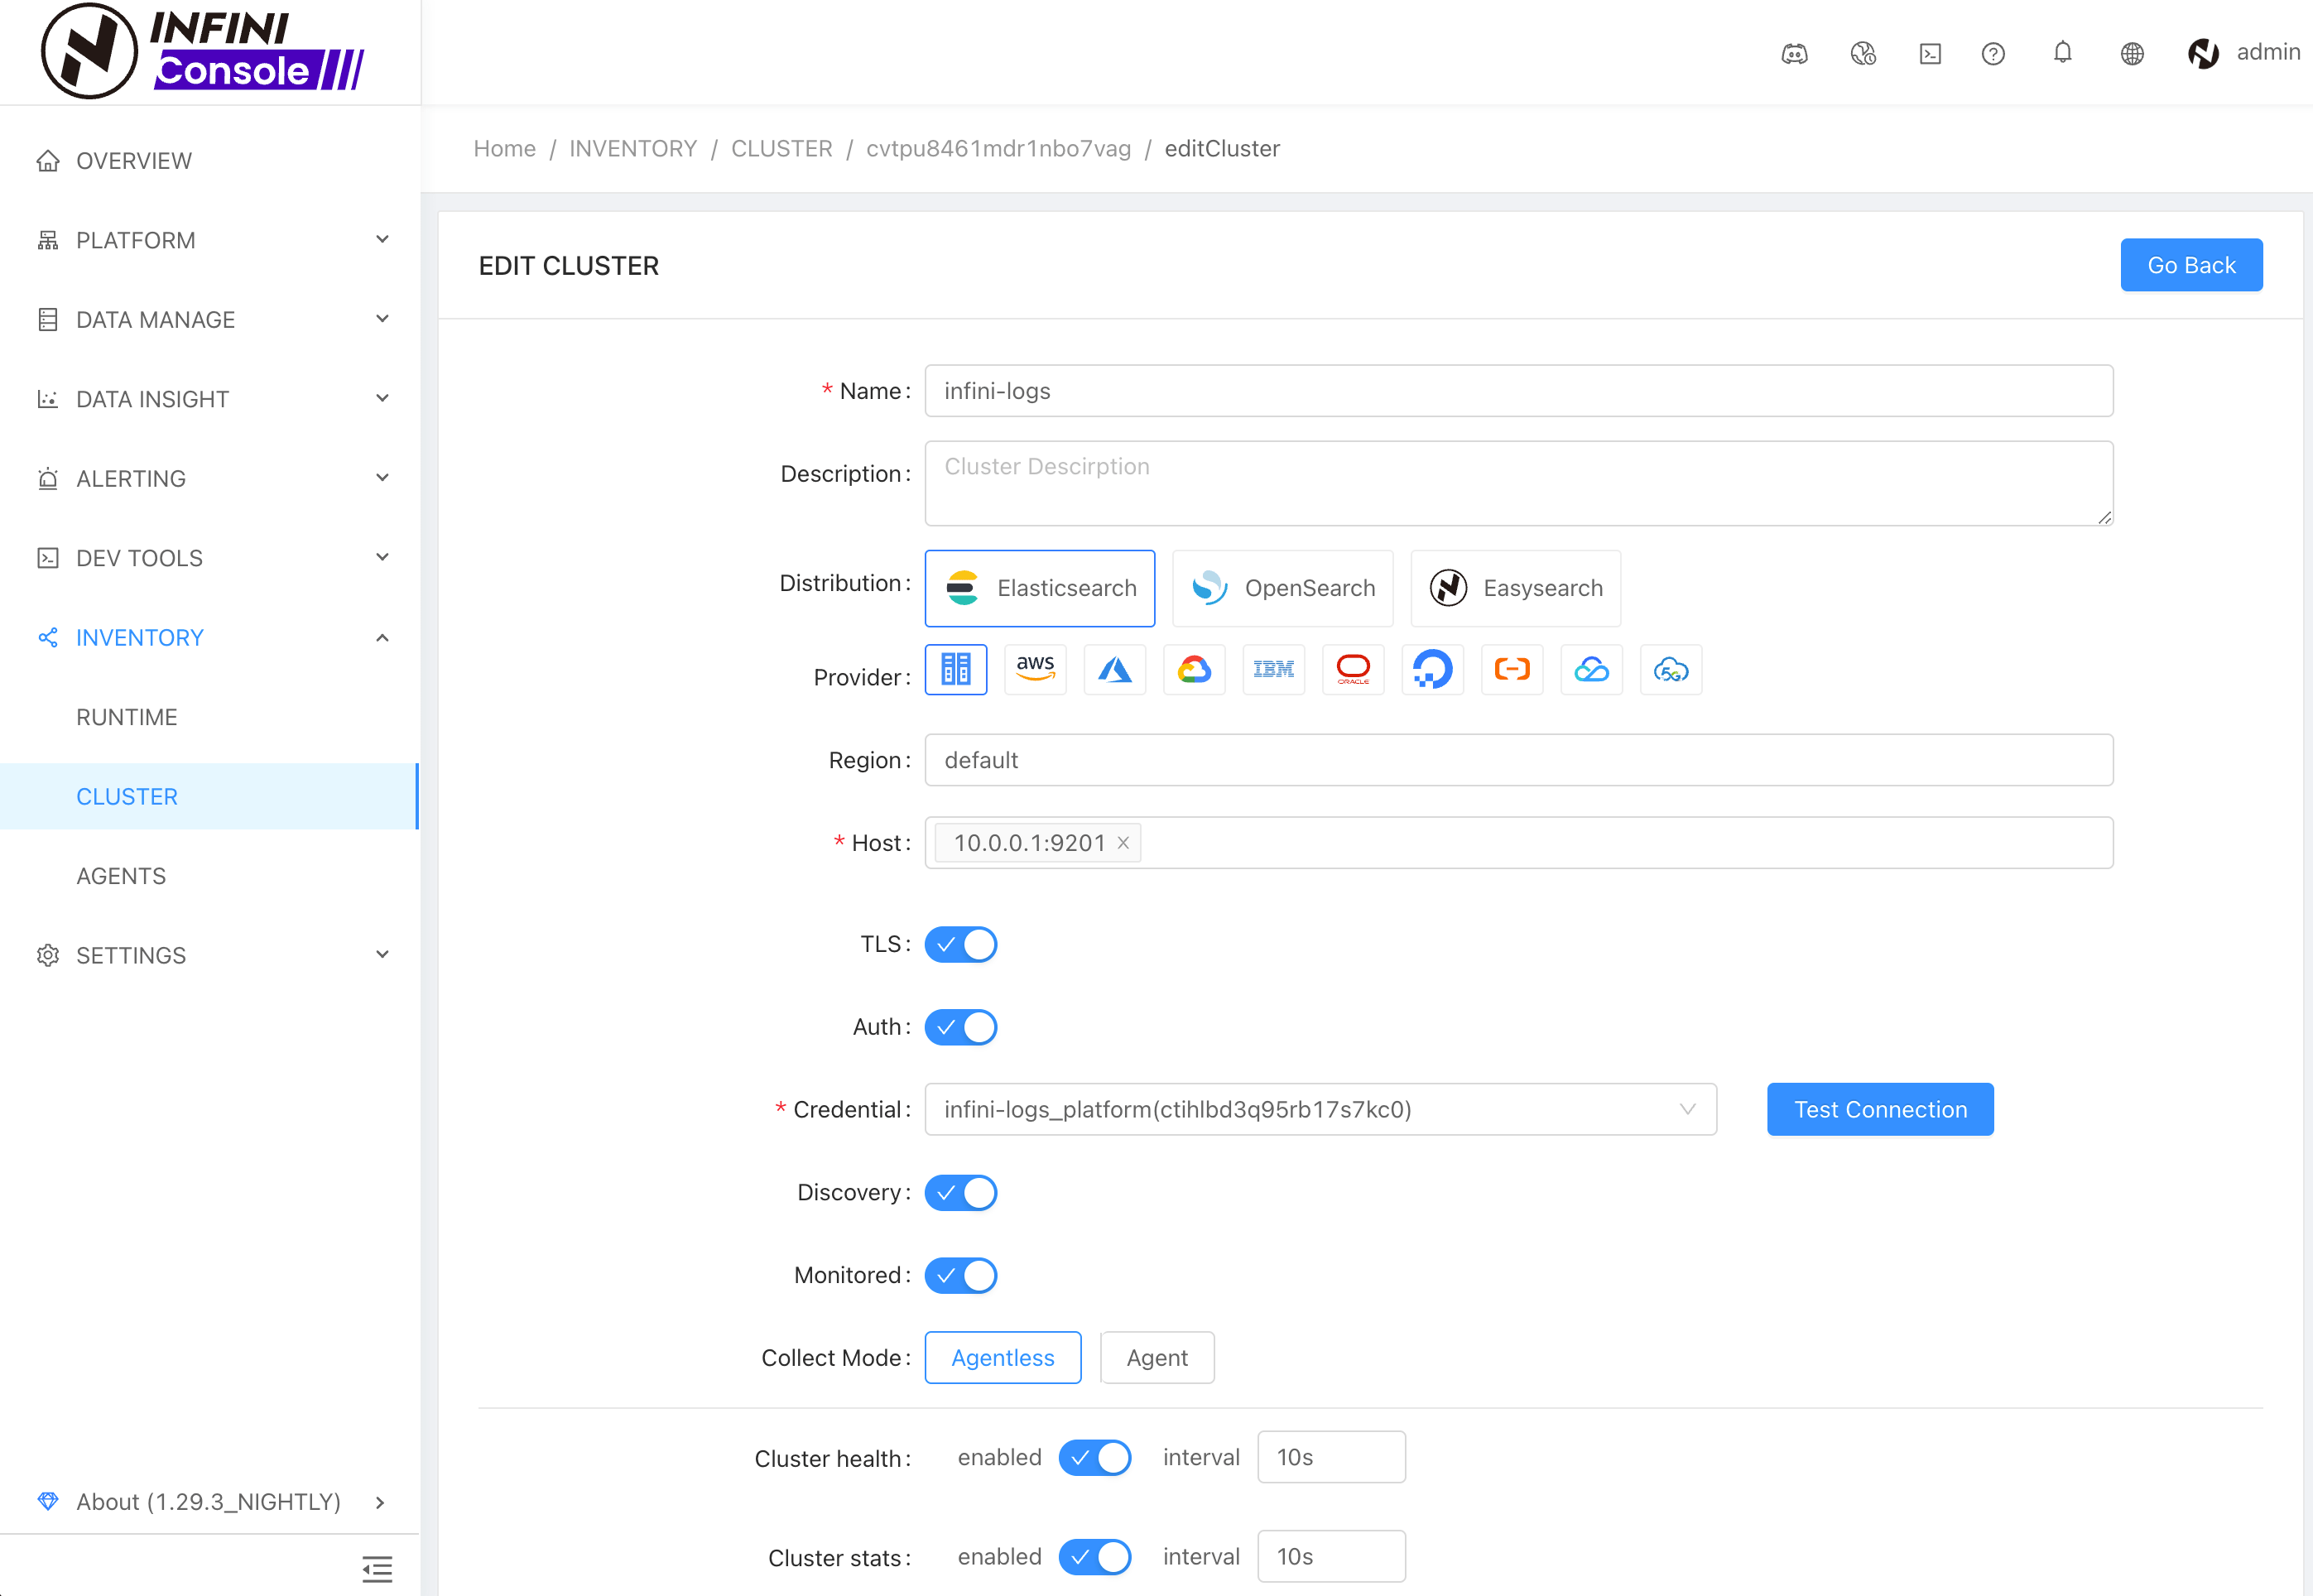 INFINI
Console
admin
OVERVIEW
PLATFORM
DATA MANAGE
DATA INSIGHT
ALERTING
DEV TOOLS
INVENTORY
RUNTIME
CLUSTER
AGENTS
SETTINGS
About (1.29.3_NIGHTLY)
Home / INVENTORY / CLUSTER / cvtpu8461mdr1nbo7vag / editCluster
EDIT CLUSTER
Go Back
* Name: infini-logs
Description: Cluster Descirption
Distribution: Elasticsearch OpenSearch Easysearch
Provider: aws IBM ORACLE 5G
Region: default
* Host: 10.0.0.1:9201
TLS:
Auth:
* Credential: infini-logs_platform(ctihlbd3q95rb17s7kc0) Test Connection
Discovery:
Monitored:
Collect Mode: Agentless Agent
Cluster health: enabled interval 10s
Cluster stats: enabled interval 10s